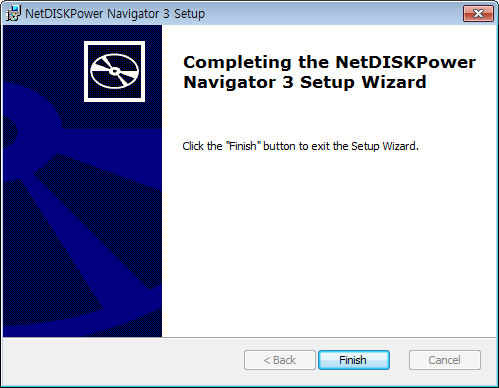 NetDISKPower Navigator 3 Setup
Completing the NetDISKPower
Navigator 3 Setup Wizard
Click the "Finish" button to exit the Setup Wizard.
< Back
Finish
Cancel